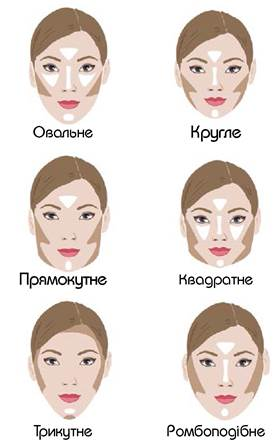 Овальне
Кругле
Прямокутне
Квадратне
Трикутне
Ромбоподібне